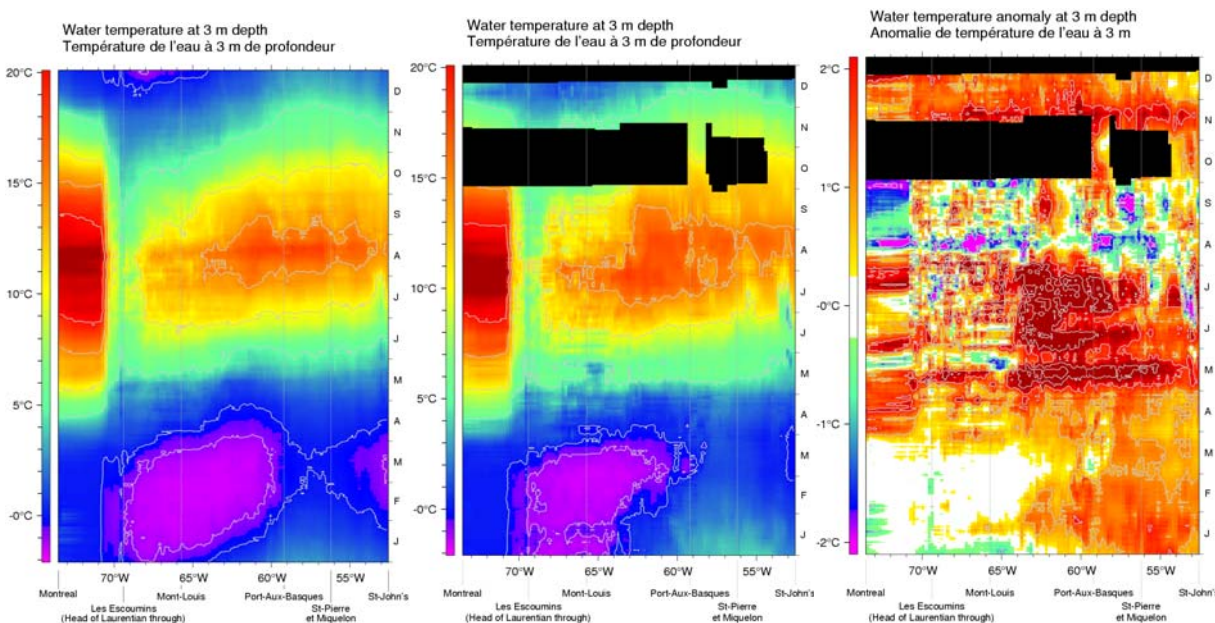 Water temperature at 3 m depth
Température de l'eau à 3 m de profondeur
20°C
15°C
10°C
5°C
-0°C
D
N
O
S
A
J
J
M
A
M
F
J
70°W 65°W 60°W 55°W
Montreal Mont-Louis Port-Aux-Basques St-John's
Les Escoumins St-Pierre
(Head of Laurentian through) et Miquelon
Water temperature at 3 m depth
Température de l'eau à 3 m de profondeur
20°C
15°C
10°C
5°C
-0°C
D
N
O
S
A
J
J
M
A
M
F
J
70°W 65°W 60°W 55°W
Montreal Mont-Louis Port-Aux-Basques St-John's
Les Escoumins St-Pierre
(Head of Laurentian through) et Miquelon
Water temperature anomaly at 3 m depth
Anomalie de température de l'eau à 3 m
2°C
1°C
-0°C
-1°C
-2°C
D
N
O
S
A
J
J
M
A
M
F
J
70°W 65°W 60°W 55°W
Montreal Mont-Louis Port-Aux-Basques St-John's
Les Escoumins St-Pierre
(Head of Laurentian through) et Miquelon